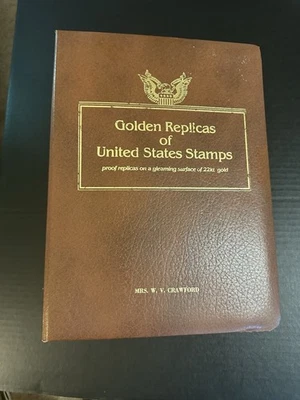 Golden Replicas
of
United States Stamps
proof replicas on a gleaming surface of 22kt. gold
MRS. W. V. CRAWFORD